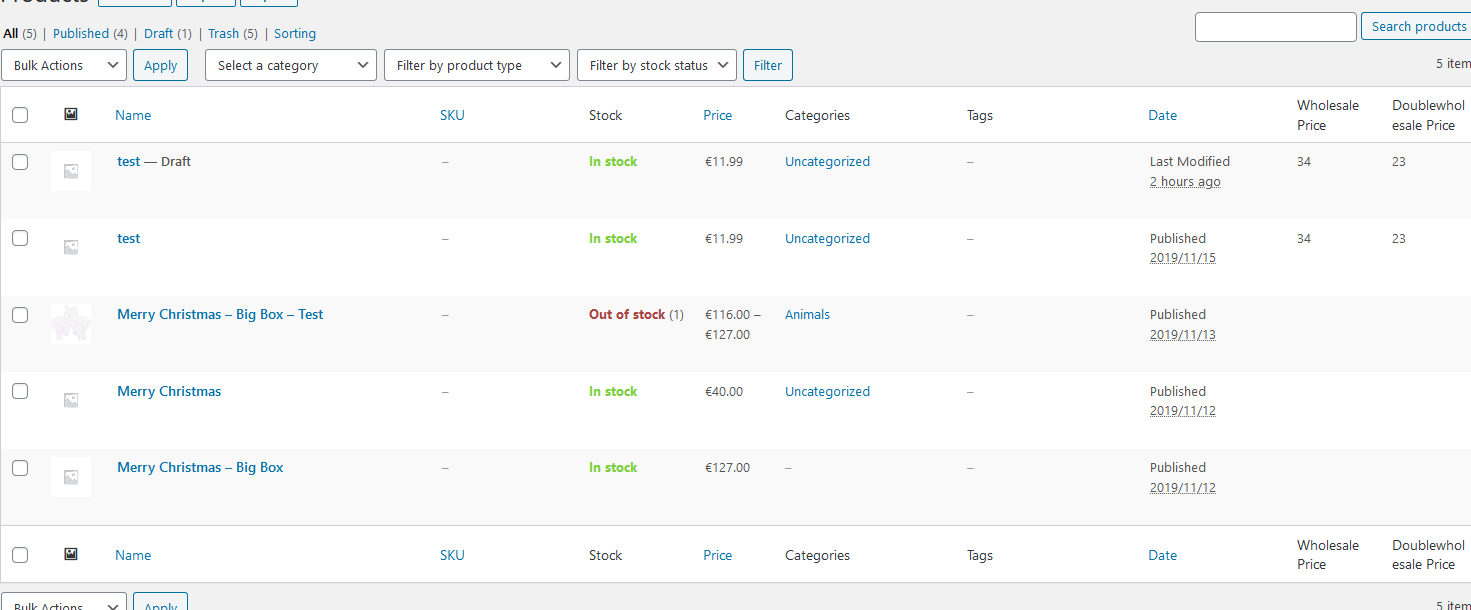 All (5) | Published (4) | Draft (1) | Trash (5) | Sorting
Search products
Bulk Actions Apply Select a category Filter by product type Filter by stock status Filter
5 item
Name SKU Stock Price Categories Tags Date Wholesale Price Doublewhol esale Price
test — Draft – In stock €11.99 Uncategorized – Last Modified 2 hours ago 34 23
test – In stock €11.99 Uncategorized – Published 2019/11/15 34 23
Merry Christmas – Big Box – Test – Out of stock (1) €116.00 – €127.00 Animals – Published 2019/11/13
Merry Christmas – In stock €40.00 Uncategorized – Published 2019/11/12
Merry Christmas – Big Box – In stock €127.00 – – Published 2019/11/12
Name SKU Stock Price Categories Tags Date Wholesale Price Doublewhol esale Price
Bulk Actions Apply
5 item